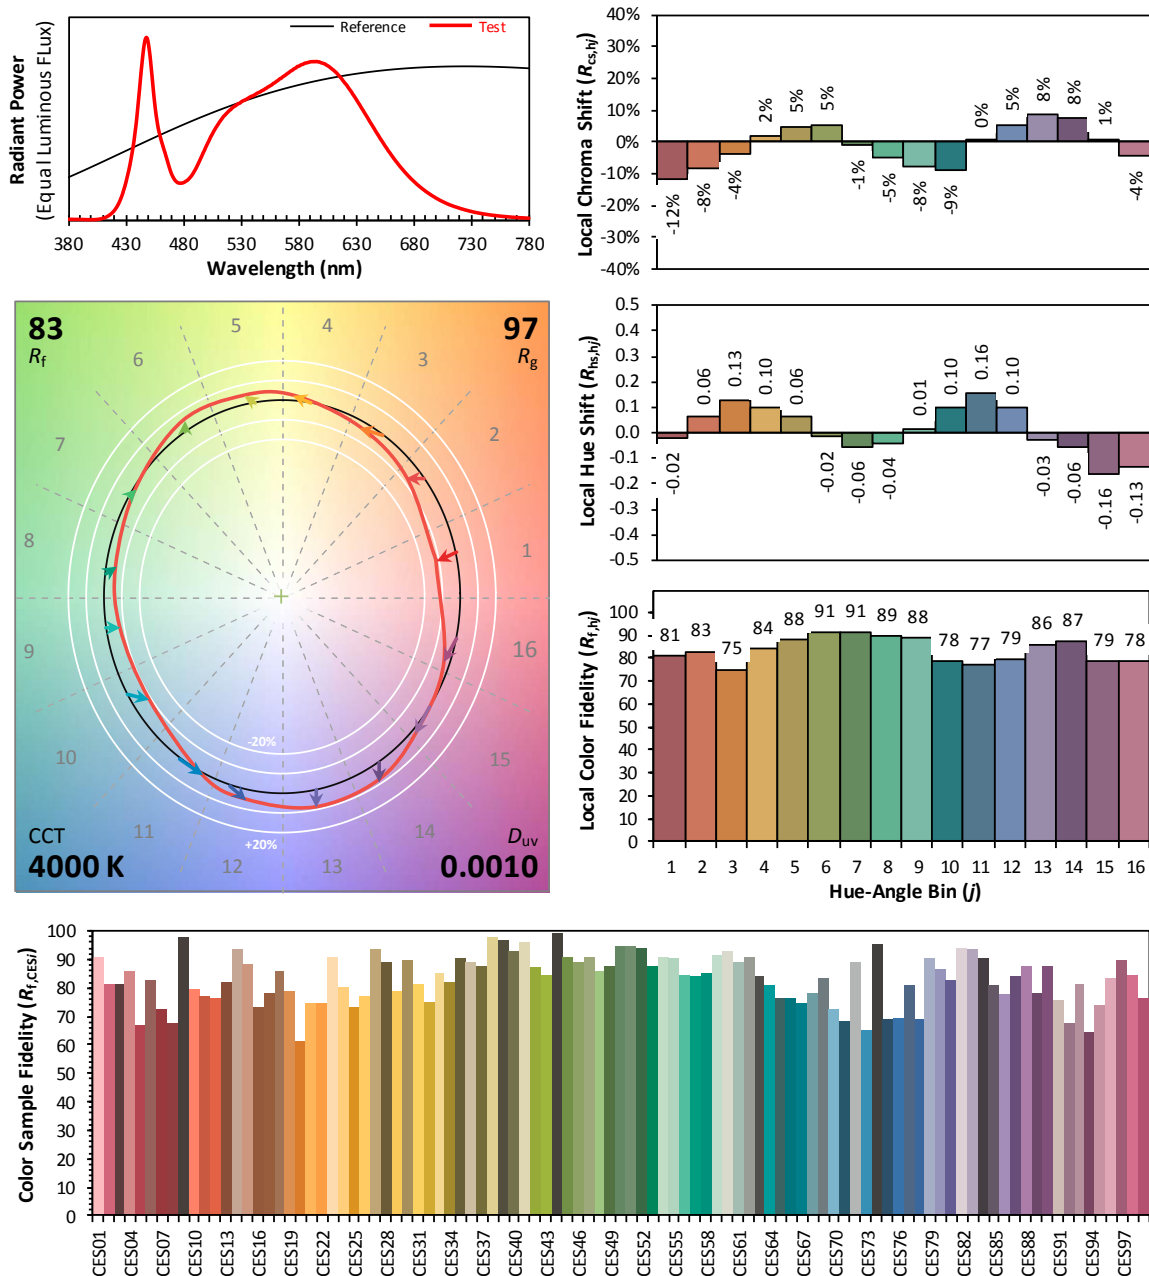 Reference
Test
Radiant Power
(Equal Luminous FLux)
380 430 480 530 580 630 680 730 780
Wavelength (nm)
Local Chroma Shift (Rcs,hj)
40%
30%
20%
10%
0%
-10%
-20%
-30%
-40%
-12% -8% -4% 2% 5% 5% -1% -5% -8% -9% 0% 5% 8% 8% 1% -4%
83
Rf
97
Rg
5 4
6 3
7 2
8 1
9 16
10 15
11 14
12 13
-20%
+20%
CCT
4000 K
Duv
0.0010
Local Hue Shift (Rhs,hj)
0.5
0.4
0.3
0.2
0.1
0.0
-0.1
-0.2
-0.3
-0.4
-0.5
-0.02 0.06 0.13 0.10 0.06 -0.02 -0.06 -0.04 0.01 0.10 0.16 0.10 -0.03 -0.06 -0.16 -0.13
Local Color Fidelity (Rf,hj)
100
90
80
70
60
50
40
30
20
10
0
81 83 75 84 88 91 91 89 88 78 77 79 86 87 79 78
1 2 3 4 5 6 7 8 9 10 11 12 13 14 15 16
Hue-Angle Bin (j)
Color Sample Fidelity (Rf,CESi)
100
90
80
70
60
50
40
30
20
10
0
CES01 CES04 CES07 CES10 CES13 CES16 CES19 CES22 CES25 CES28 CES31 CES34 CES37 CES40 CES43 CES46 CES49 CES52 CES55 CES58 CES61 CES64 CES67 CES70 CES73 CES76 CES79 CES82 CES85 CES88 CES91 CES94 CES97